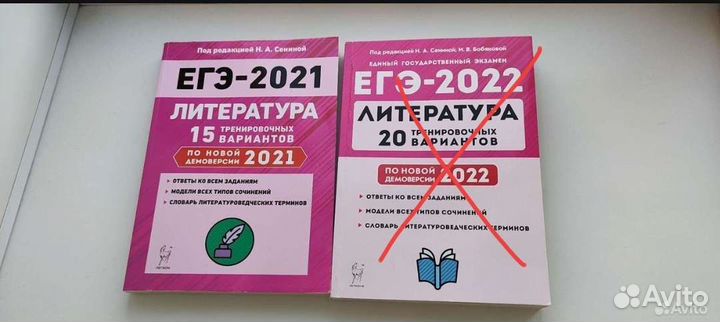 Под редакцией Н. А. Сениной
ЕГЭ-2021
ЛИТЕРАТУРА
15 ТРЕНИРОВОЧНЫХ
ВАРИАНТОВ
ПО НОВОЙ
ДЕМОВЕРСИИ 2021
ОТВЕТЫ КО ВСЕМ ЗАДАНИЯМ
МОДЕЛИ ВСЕХ ТИПОВ СОЧИНЕНИЙ
СЛОВАРЬ ЛИТЕРАТУРОВЕДЧЕСКИХ ТЕРМИНОВ
Под редакцией Н. А. Сениной, И. В. Бобяковой
ЕДИНЫЙ ГОСУДАРСТВЕННЫЙ ЭКЗАМЕН
ЕГЭ-2022
ЛИТЕРАТУРА
20 ТРЕНИРОВОЧНЫХ
ВАРИАНТОВ
ПО НОВОЙ
ДЕМОВЕРСИИ 2022
ОТВЕТЫ КО ВСЕМ ЗАДАНИЯМ
МОДЕЛИ ВСЕХ ТИПОВ СОЧИНЕНИЙ
СЛОВАРЬ ЛИТЕРАТУРОВЕДЧЕСКИХ ТЕРМИНОВ
Avito
Avito